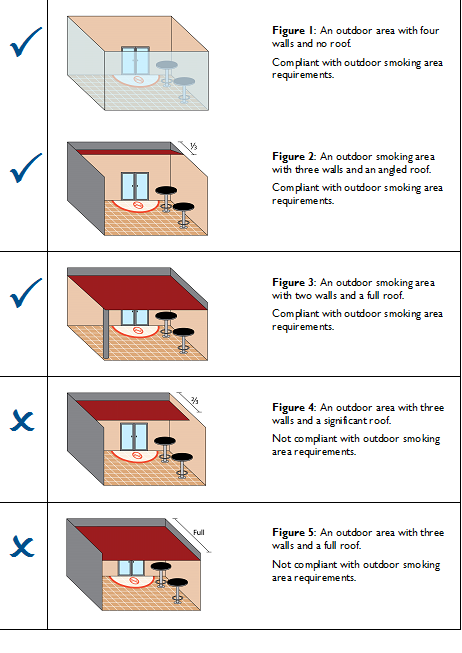 Figure 1: An outdoor area with four
walls and no roof.
Compliant with outdoor smoking area
requirements.
⅓
Figure 2: An outdoor smoking area
with three walls and an angled roof.
Compliant with outdoor smoking area
requirements.
Figure 3: An outdoor smoking area
with two walls and a full roof.
Compliant with outdoor smoking area
requirements.
⅔
Figure 4: An outdoor area with three
walls and a significant roof.
Not compliant with outdoor smoking
area requirements.
Full
Figure 5: An outdoor area with three
walls and a full roof.
Not compliant with outdoor smoking
area requirements.